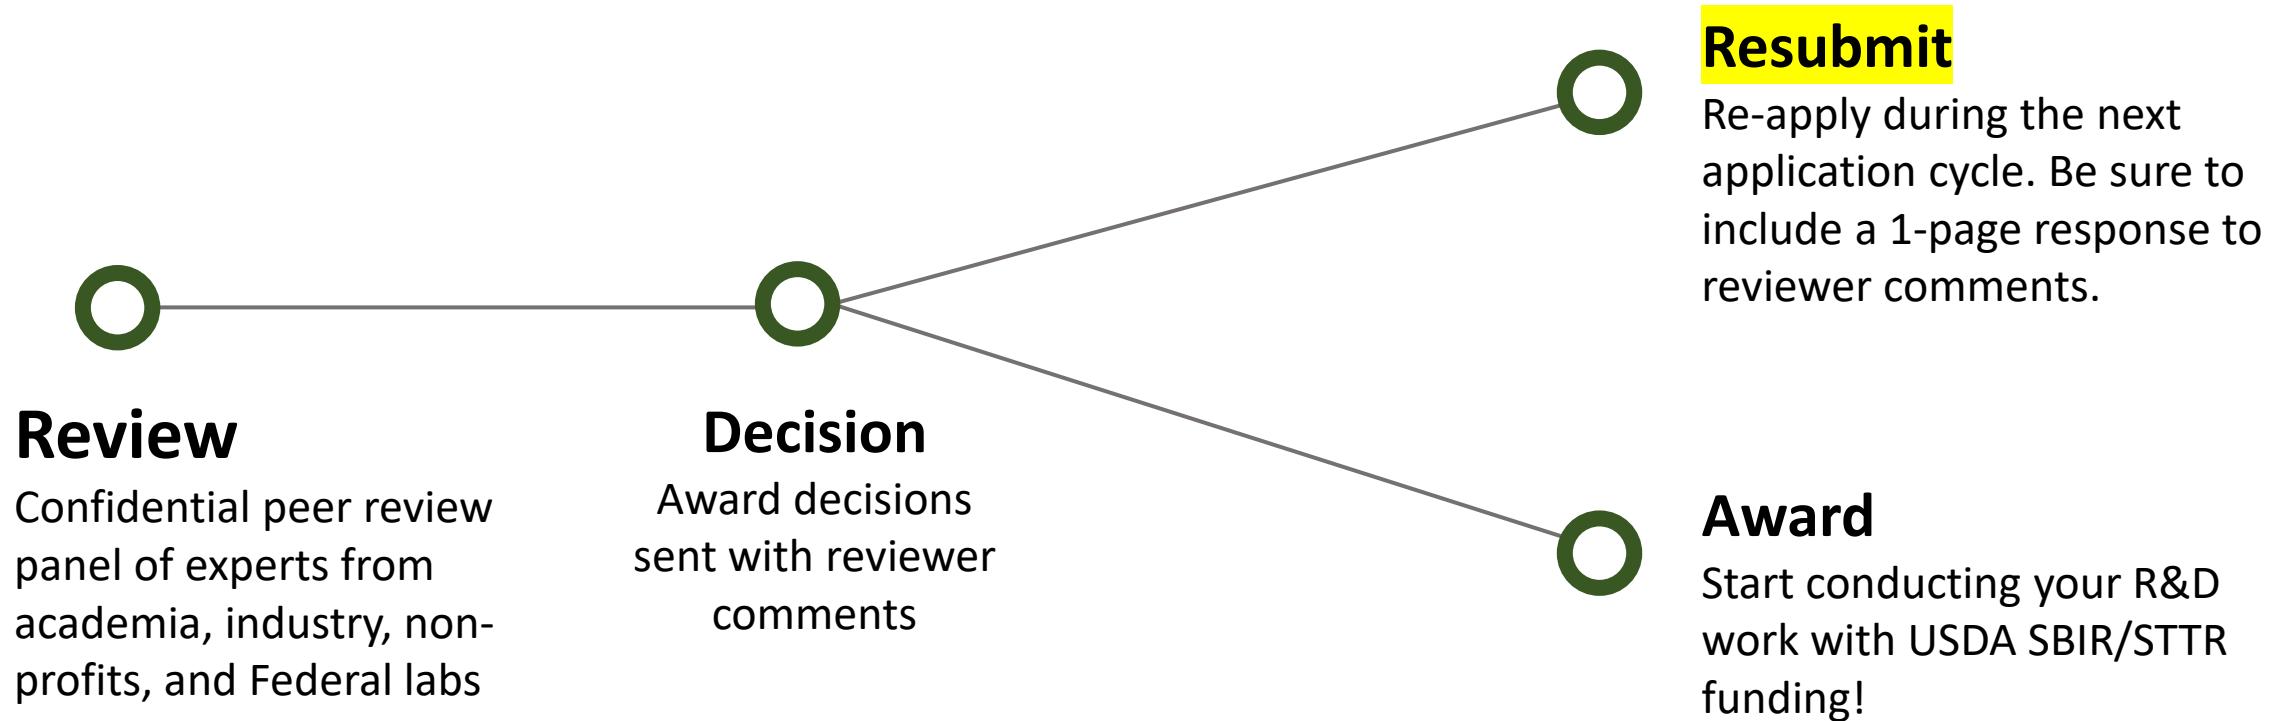 Review
Confidential peer review
panel of experts from
academia, industry, non-
profits, and Federal labs
Decision
Award decisions
sent with reviewer
comments
Resubmit
Re-apply during the next
application cycle. Be sure to
include a 1-page response to
reviewer comments.
Award
Start conducting your R&D
work with USDA SBIR/STTR
funding!